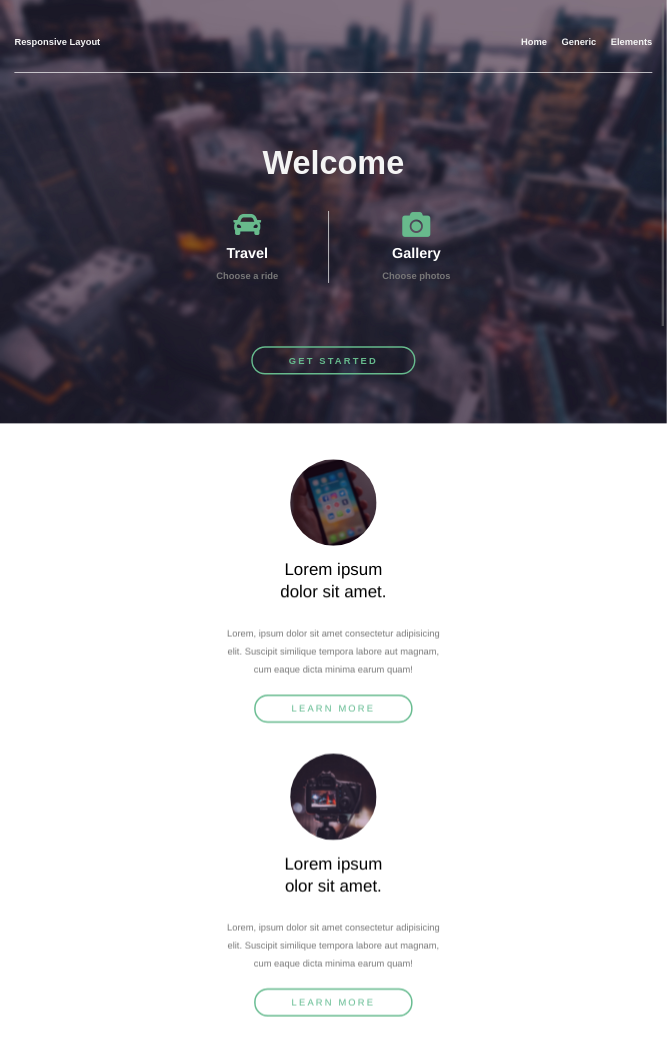 Responsive Layout
Home Generic Elements
Welcome
Travel
Choose a ride
Gallery
Choose photos
GET STARTED
Lorem ipsum
dolor sit amet.
Lorem, ipsum dolor sit amet consectetur adipisicing
elit. Suscipit similique tempora labore aut magnam,
cum eaque dicta minima earum quam!
LEARN MORE
Lorem ipsum
olor sit amet.
Lorem, ipsum dolor sit amet consectetur adipisicing
elit. Suscipit similique tempora labore aut magnam,
cum eaque dicta minima earum quam!
LEARN MORE